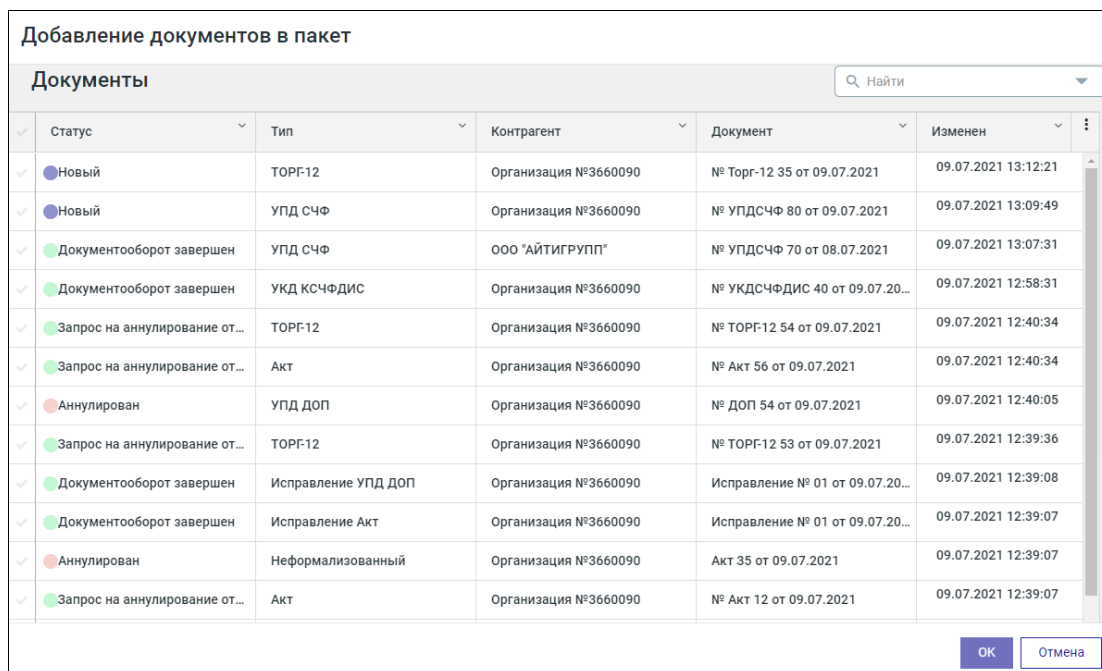 Добавление документов в пакет
Документы
Найти
Статус Тип Контрагент Документ Изменен
Новый ТОРГ-12 Организация №3660090 № Торг-12 35 от 09.07.2021 09.07.2021 13:12:21
Новый УПД СЧФ Организация №3660090 № УПДСЧФ 80 от 09.07.2021 09.07.2021 13:09:49
Документооборот завершен УПД СЧФ ООО "АЙТИГРУПП" № УПДСЧФ 70 от 08.07.2021 09.07.2021 13:07:31
Документооборот завершен УКД КСЧФДИС Организация №3660090 № УКДСЧФДИС 40 от 09.07.20... 09.07.2021 12:58:31
Запрос на аннулирование от... ТОРГ-12 Организация №3660090 № ТОРГ-12 54 от 09.07.2021 09.07.2021 12:40:34
Запрос на аннулирование от... Акт Организация №3660090 № Акт 56 от 09.07.2021 09.07.2021 12:40:34
Аннулирован УПД ДОП Организация №3660090 № ДОП 54 от 09.07.2021 09.07.2021 12:40:05
Запрос на аннулирование от... ТОРГ-12 Организация №3660090 № ТОРГ-12 53 от 09.07.2021 09.07.2021 12:39:36
Документооборот завершен Исправление УПД ДОП Организация №3660090 Исправление № 01 от 09.07.20... 09.07.2021 12:39:08
Документооборот завершен Исправление Акт Организация №3660090 Исправление № 01 от 09.07.20... 09.07.2021 12:39:07
Аннулирован Неформализованный Организация №3660090 Акт 35 от 09.07.2021 09.07.2021 12:39:07
Запрос на аннулирование от... Акт Организация №3660090 № Акт 12 от 09.07.2021 09.07.2021 12:39:07
ОК Отмена